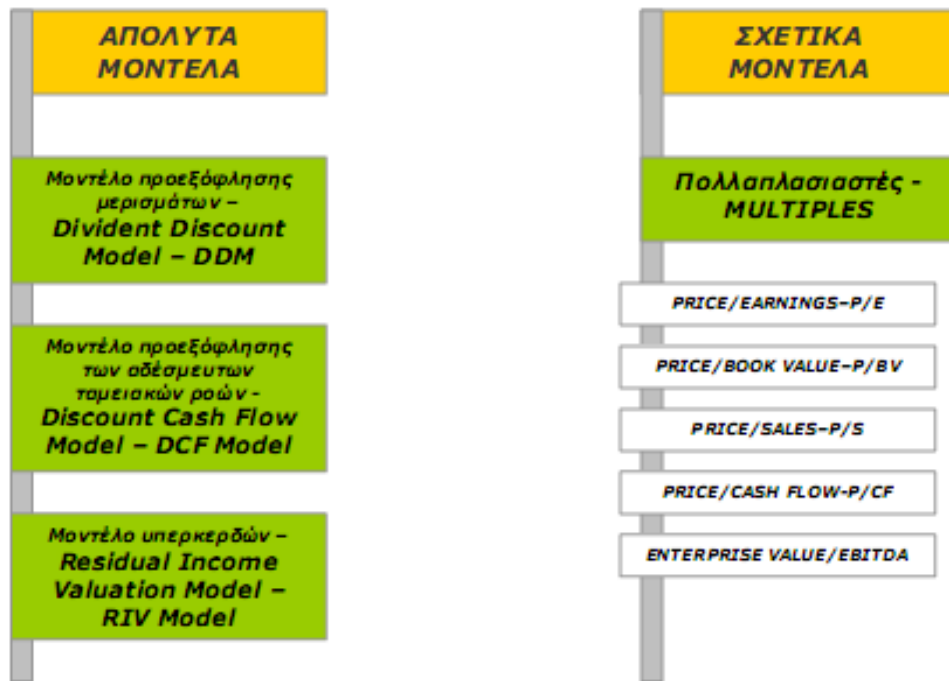 ΑΠΟΛΥΤΑ
ΜΟΝΤΕΛΑ
Μοντέλο προεξόφλησης
μερισμάτων –
Divident Discount
Model – DDM
Μοντέλο προεξόφλησης
των αδέσμευτων
ταμειακών ροών -
Discount Cash Flow
Model – DCF Model
Μοντέλο υπερκερδών –
Residual Income
Valuation Model –
RIV Model
ΣΧΕΤΙΚΑ
ΜΟΝΤΕΛΑ
Πολλαπλασιαστές -
MULTIPLES
PRICE/EARNINGS–P/E
PRICE/BOOK VALUE–P/BV
PRICE/SALES–P/S
PRICE/CASH FLOW-P/CF
ENTERPRISE VALUE/EBITDA